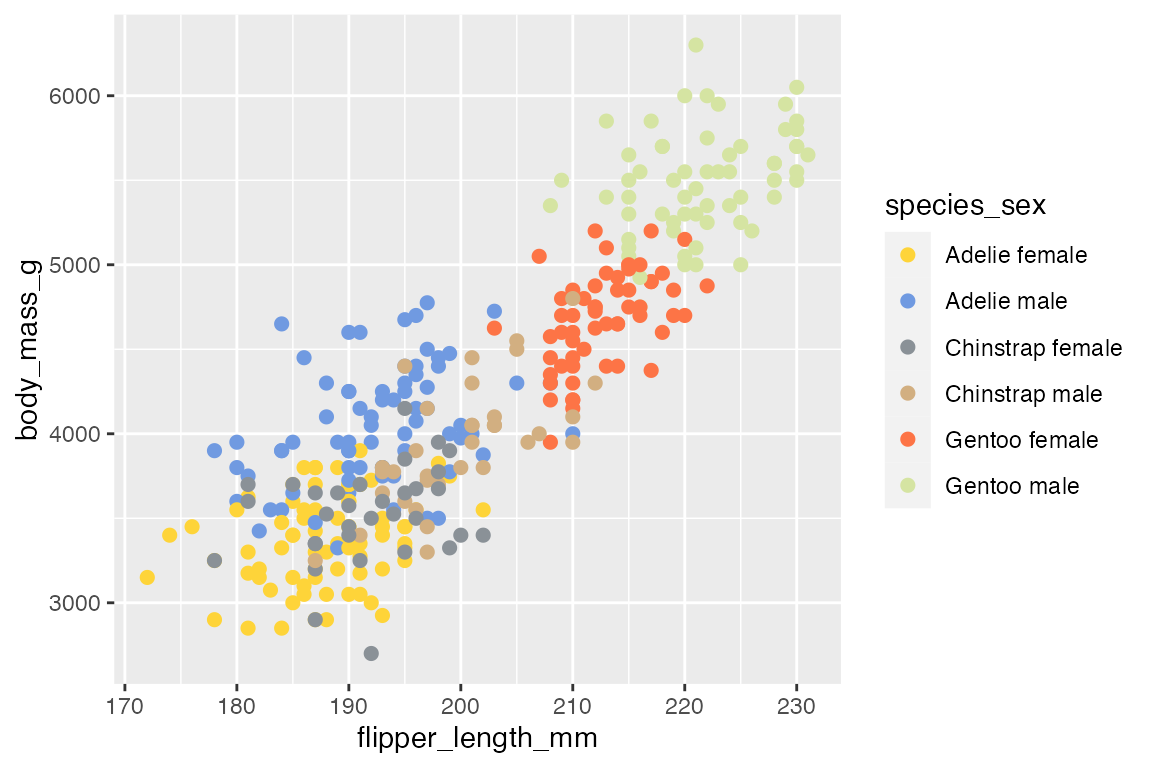 6000
5000
4000
3000
body_mass_g
170 180 190 200 210 220 230
flipper_length_mm
species_sex
Adelie female
Adelie male
Chinstrap female
Chinstrap male
Gentoo female
Gentoo male